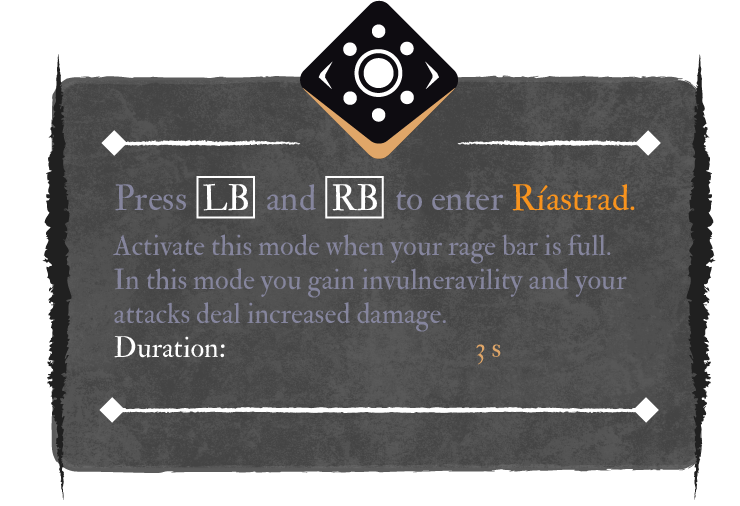 Press LB and RB to enter Ríastrad.
Activate this mode when your rage bar is full.
In this mode you gain invulneravility and your
attacks deal increased damage.
Duration: 3 s